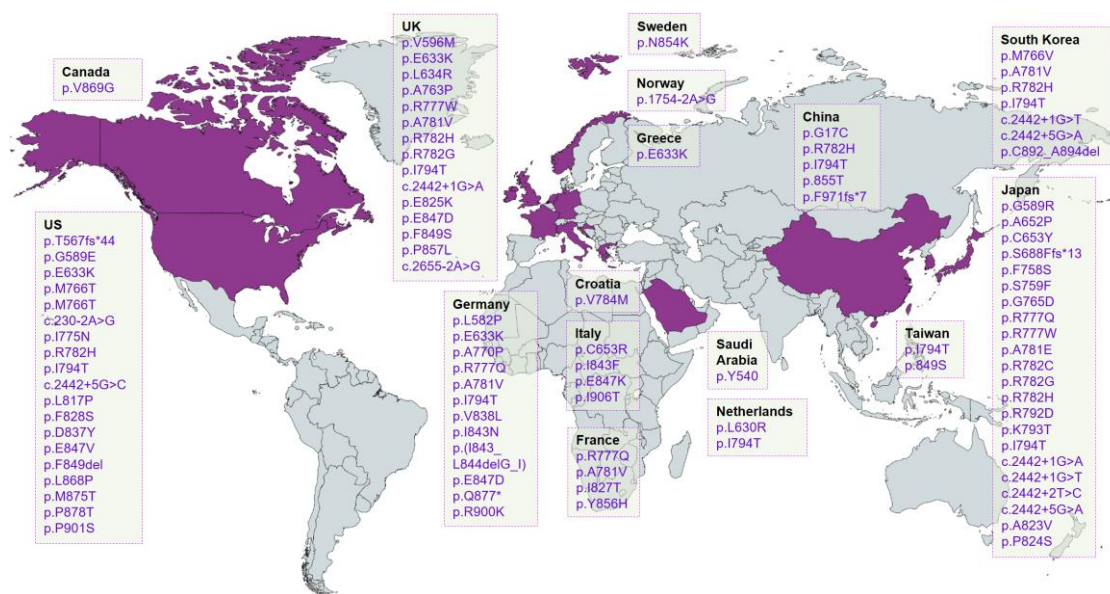 Canada
p.V869G
US
p.T567fs*44
p.G589E
p.E633K
p.M766T
p.M766T
c.230-2A>G
p.I775N
p.R782H
p.I794T
c.2442+5G>C
p.L817P
p.F828S
p.D837Y
p.E847V
p.F849del
p.L868P
p.M875T
p.P878T
p.P901S
UK
p.V596M
p.E633K
p.L634R
p.A763P
p.R777W
p.A781V
p.R782H
p.R782G
p.I794T
c.2442+1G>A
p.E825K
p.E847D
p.F849S
p.P857L
c.2655-2A>G
Germany
p.L582P
p.E633K
p.A770P
p.R777Q
p.A781V
p.I794T
p.V838L
p.I843N
p.(I843_
L844delG_I)
p.E847D
p.Q877*
p.R900K
Sweden
p.N854K
Norway
p.1754-2A>G
Greece
p.E633K
Croatia
p.V784M
Italy
p.C653R
p.I843F
p.E847K
p.I906T
France
p.R777Q
p.A781V
p.I827T
p.Y856H
Saudi
Arabia
p.Y540
Netherlands
p.L630R
p.I794T
China
p.G17C
p.R782H
p.I794T
p.855T
p.F971fs*7
Taiwan
p.I794T
p.849S
South Korea
p.M766V
p.A781V
p.R782H
p.I794T
c.2442+1G>T
c.2442+5G>A
p.C892_A894del
Japan
p.G589R
p.A652P
p.C653Y
p.S688Ffs*13
p.F758S
p.S759F
p.G765D
p.R777Q
p.R777W
p.A781E
p.R782C
p.R782G
p.R782H
p.R792D
p.K793T
p.I794T
c.2442+1G>A
c.2442+1G>T
c.2442+2T>C
c.2442+5G>A
p.A823V
p.P824S